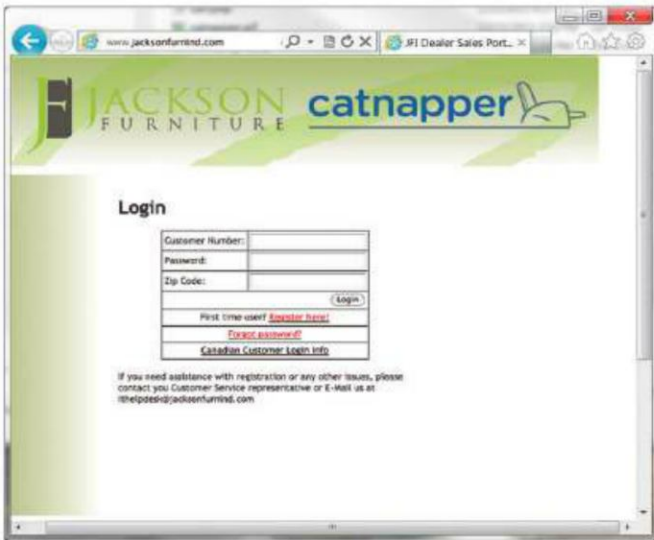 www.jacksonfurnind.com
JFI Dealer Sales Port...
JACKSON
FURNITURE
catnapper
Login
Customer Number:
Password:
Zip Code:
Login
First time user? Register here!
Forgot password?
Canadian Customer Login Info
If you need assistance with registration or any other issues, please
contact you Customer Service representative or E-Mail us at
ithelpdesk@jacksonfurnind.com